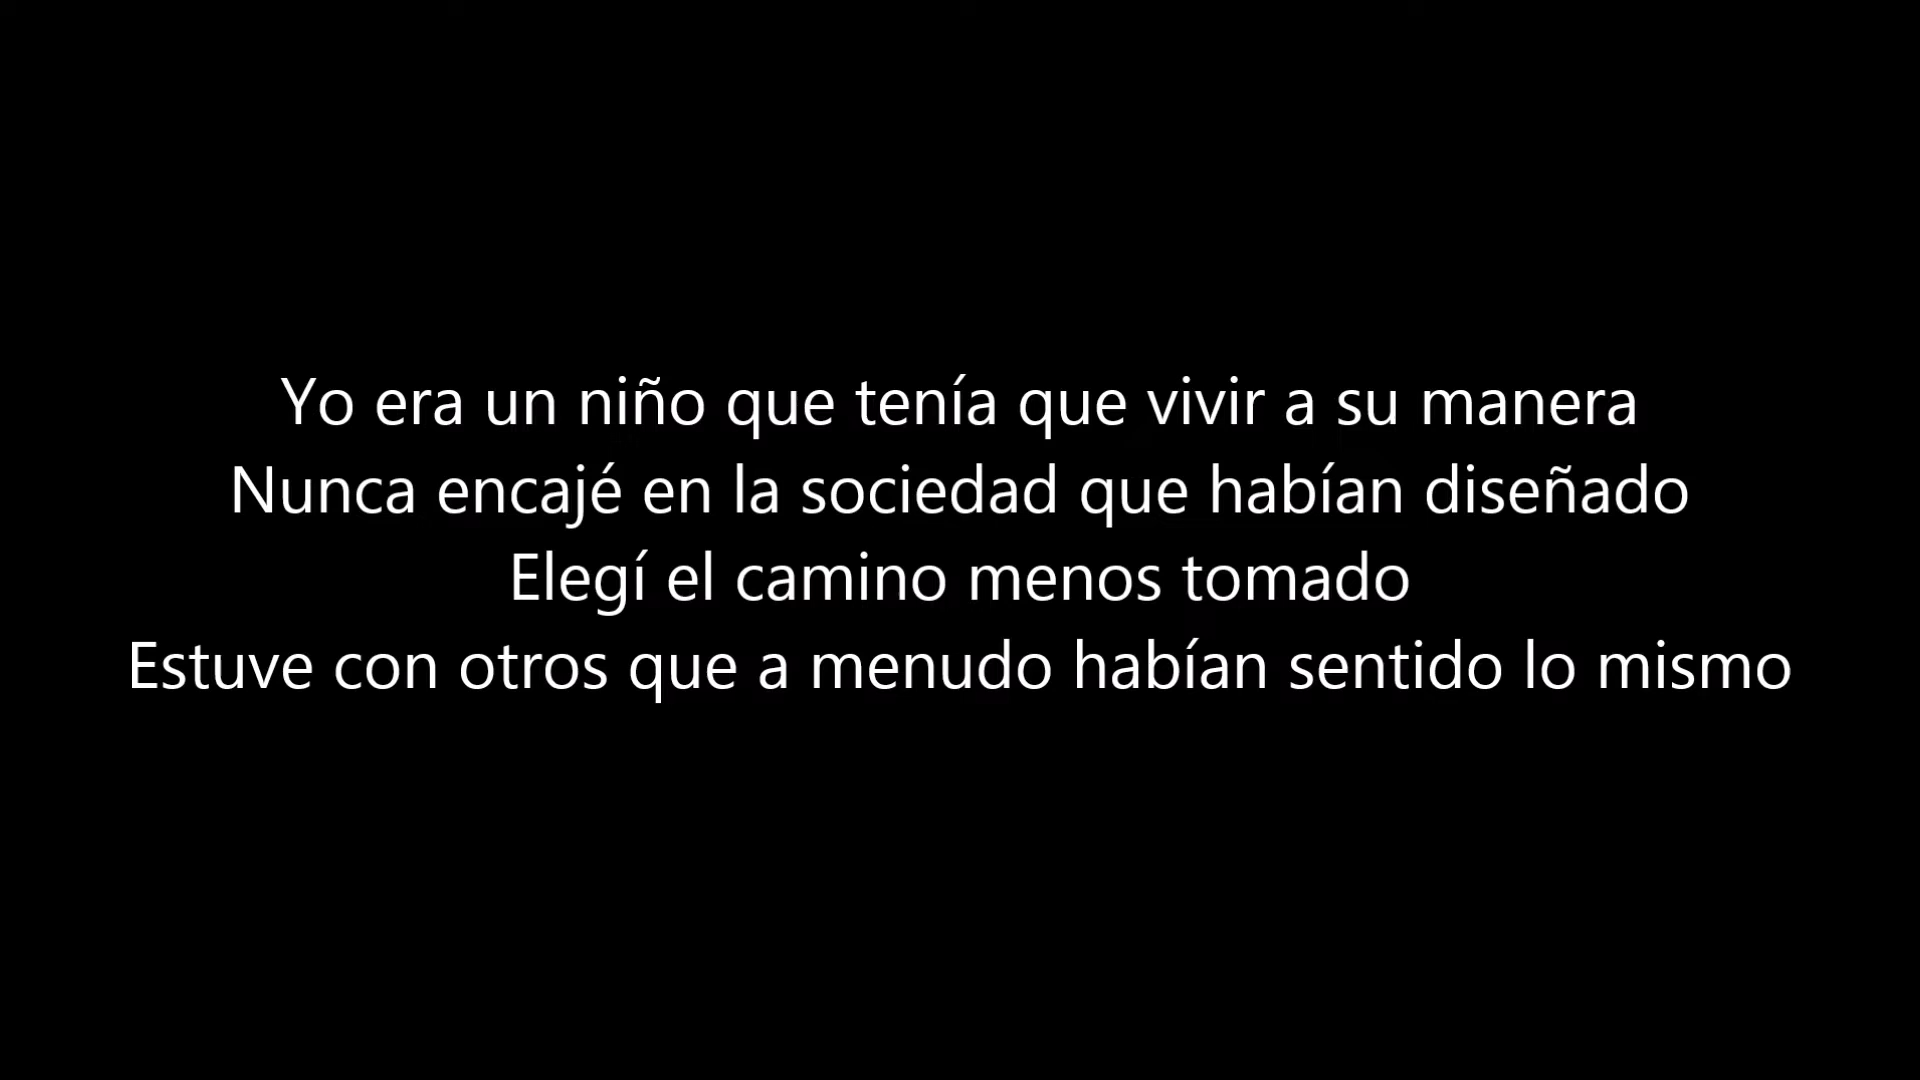 Yo era un niño que tenía que vivir a su manera
Nunca encajé en la sociedad que habían diseñado
Elegí el camino menos tomado
Estuve con otros que a menudo habían sentido lo mismo